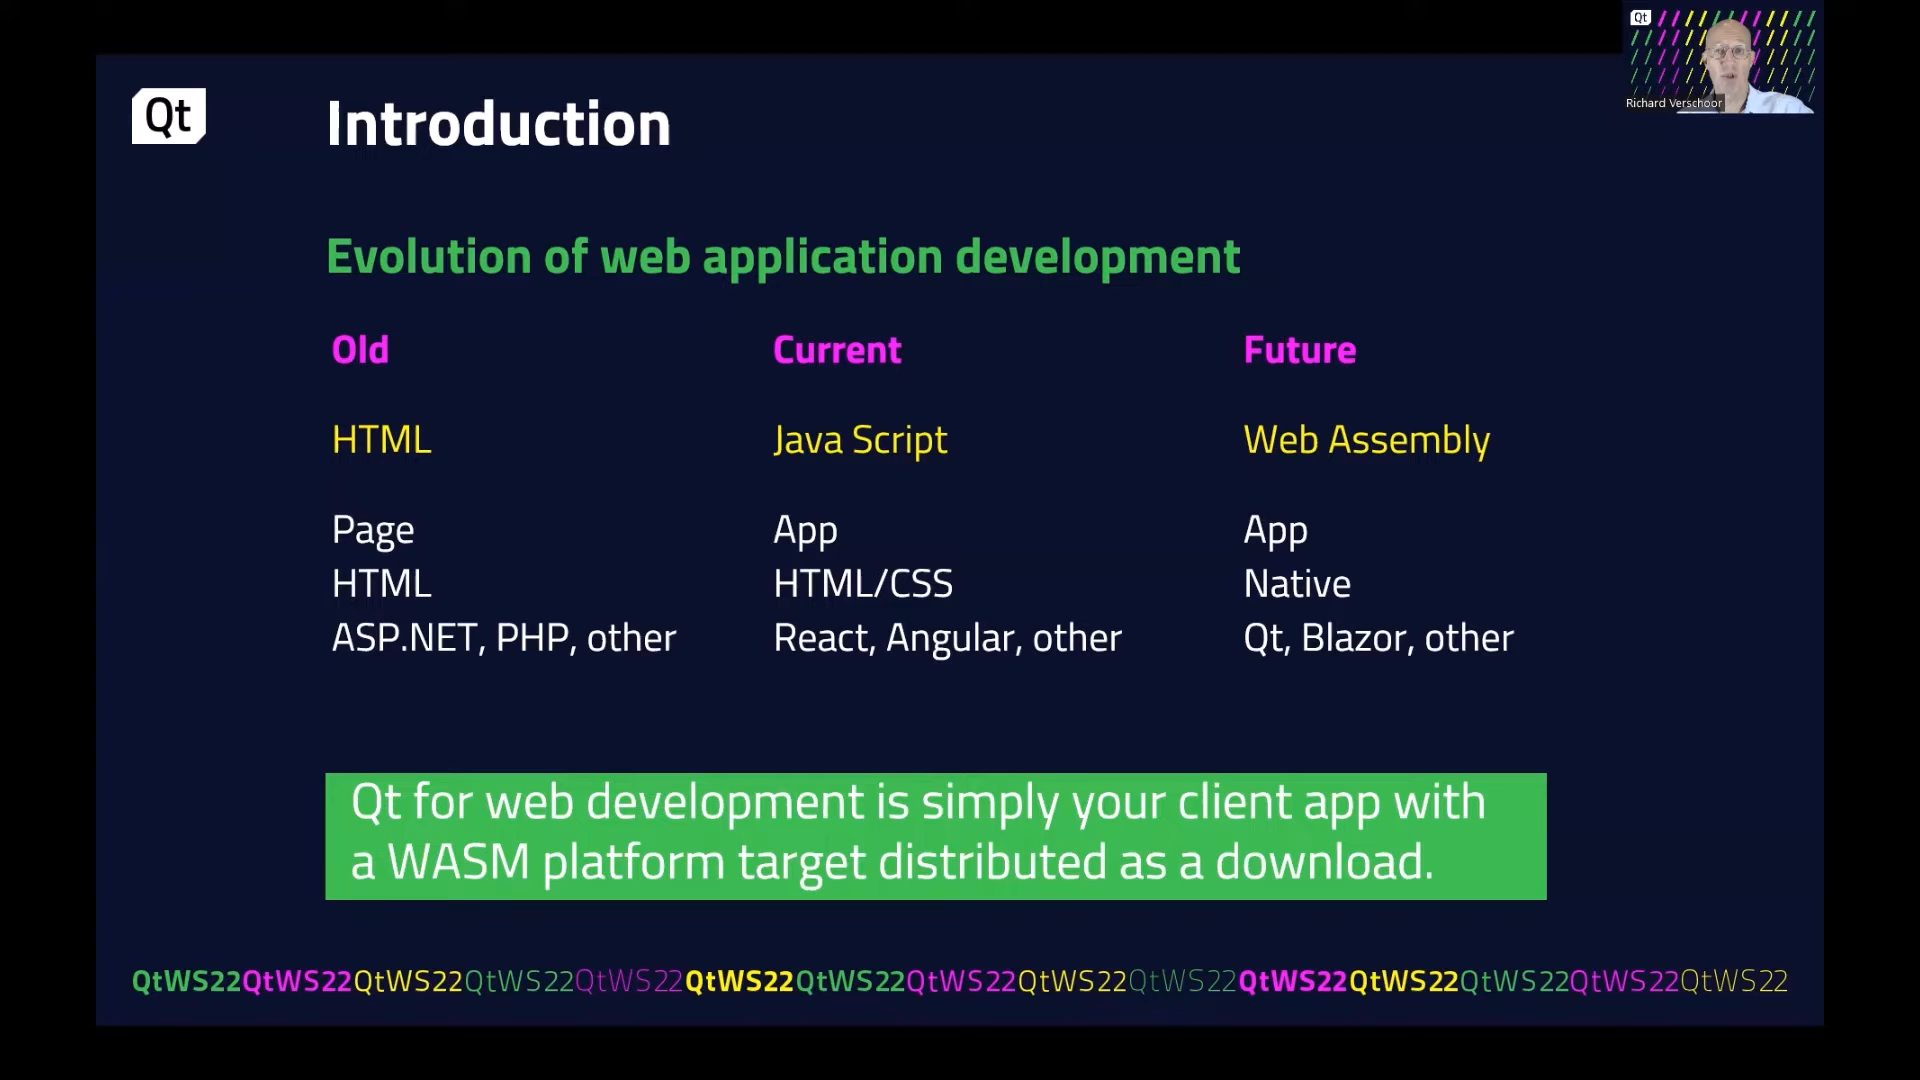 Qt
Richard Verschoor
Qt
Introduction
Evolution of web application development
Old
Current
Future
HTML
Java Script
Web Assembly
Page
App
App
HTML
HTML/CSS
Native
ASP.NET, PHP, other
React, Angular, other
Qt, Blazor, other
Qt for web development is simply your client app with
a WASM platform target distributed as a download.
QtWS22QtWS22QtWS22QtWS22QtWS22QtWS22QtWS22QtWS22QtWS22QtWS22QtWS22QtWS22QtWS22QtWS22QtWS22